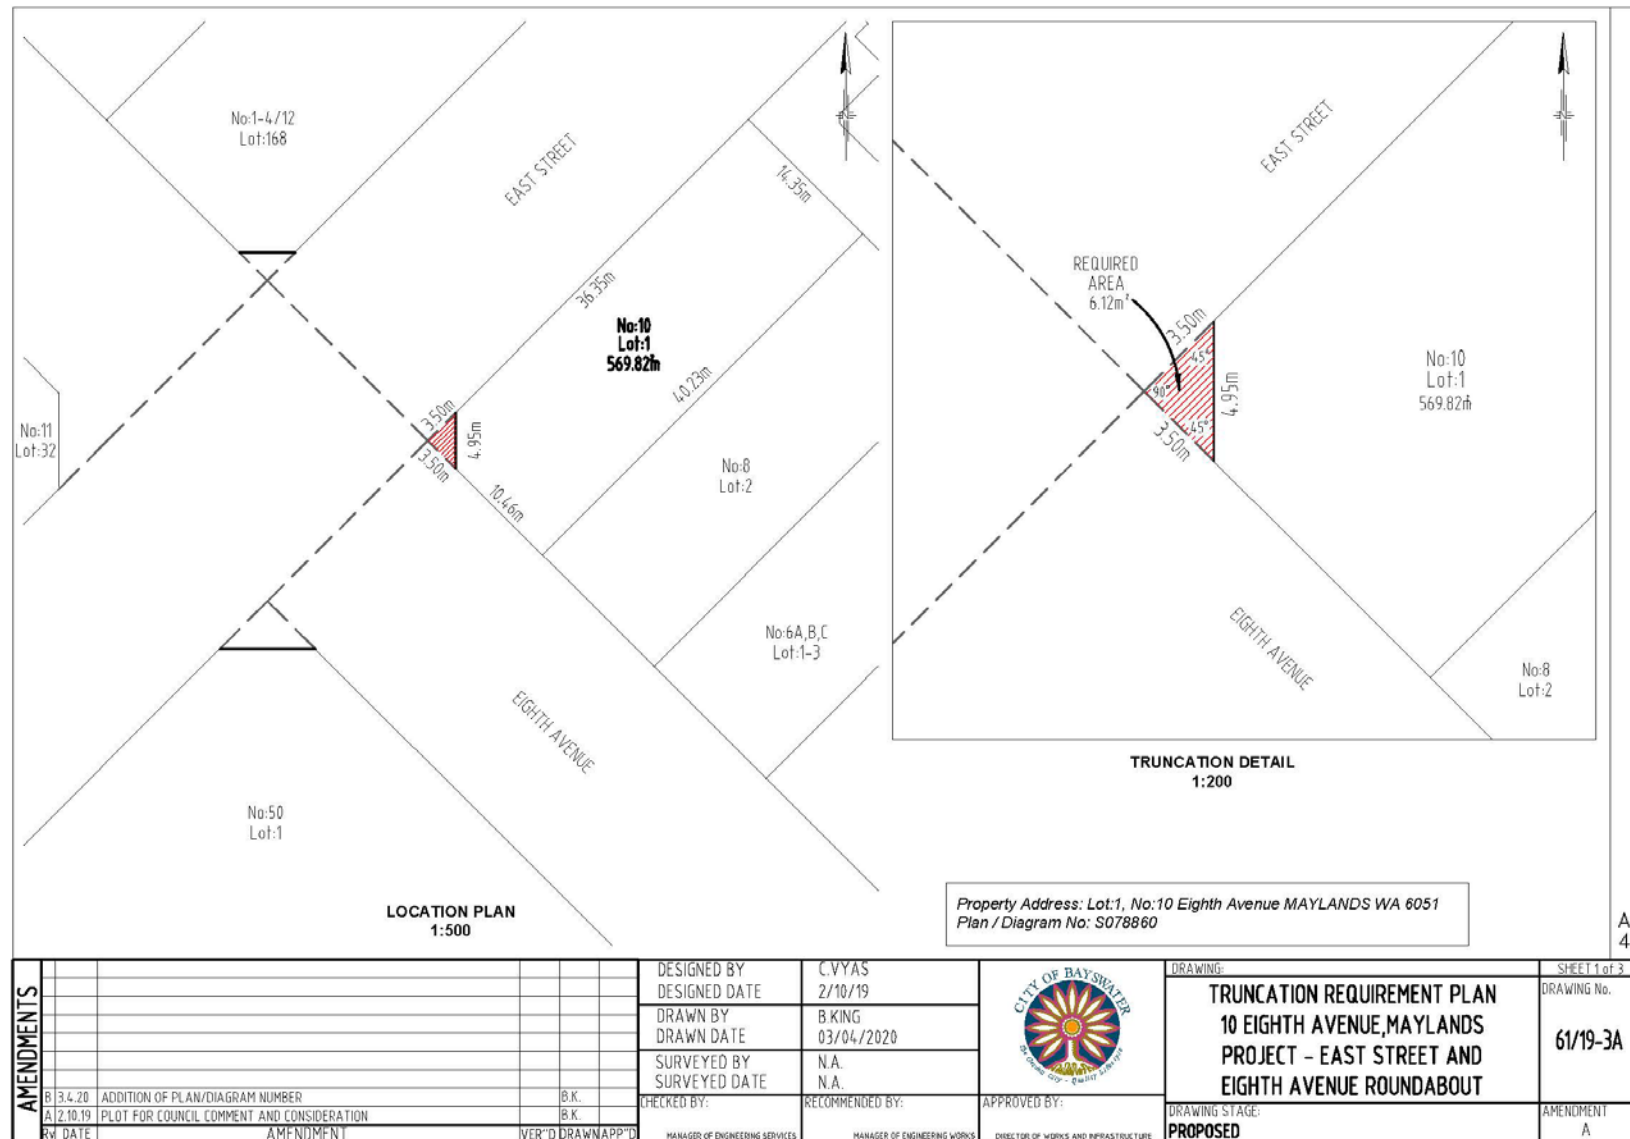 No:1-4/12
Lot:168
EAST STREET
14.35m
36.35m
No:10
Lot:1
569.82m²
40.23m
3.50m
4.95m
3.50m
10.46m
No:11
Lot:32
No:8
Lot:2
No:6A,B,C
Lot:1-3
EIGHTH AVENUE
No:50
Lot:1
LOCATION PLAN
1:500
N
EAST STREET
REQUIRED
AREA
6.12m²
3.50m
45°
90°
45°
4.95m
3.50m
No:10
Lot:1
569.82m²
EIGHTH AVENUE
No:8
Lot:2
N
TRUNCATION DETAIL
1:200
Property Address: Lot:1, No:10 Eighth Avenue MAYLANDS WA 6051
Plan / Diagram No: S078860
A
4
AMENDMENTS
B 3.4.20 ADDITION OF PLAN/DIAGRAM NUMBER B.K.
A 2.10.19 PLOT FOR COUNCIL COMMENT AND CONSIDERATION B.K.
Rv DATE AMENDMENT VER'D DRAWN APP'D
DESIGNED BY C.VYAS
DESIGNED DATE 2/10/19
DRAWN BY B.KING
DRAWN DATE 03/04/2020
SURVEYED BY N.A.
SURVEYED DATE N.A.
CHECKED BY:
MANAGER OF ENGINEERING SERVICES
RECOMMENDED BY:
MANAGER OF ENGINEERING WORKS
CITY OF BAYSWATER
APPROVED BY:
DIRECTOR OF WORKS AND INFRASTRUCTURE
DRAWING:
TRUNCATION REQUIREMENT PLAN
10 EIGHTH AVENUE,MAYLANDS
PROJECT - EAST STREET AND
EIGHTH AVENUE ROUNDABOUT
DRAWING STAGE:
PROPOSED
SHEET 1 of 3
DRAWING No.
61/19-3A
AMENDMENT
A